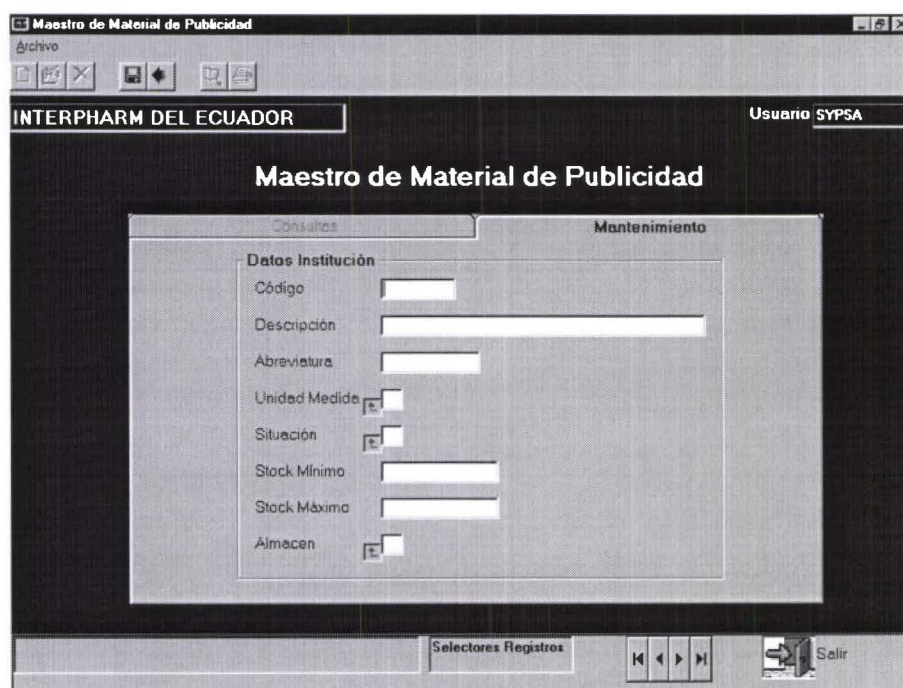 Maestro de Material de Publicidad
Archivo
INTERPHARM DEL ECUADOR
Usuario SYPSA
Maestro de Material de Publicidad
Consultas Mantenimiento
Datos Institución
Código
Descripción
Abreviatura
Unidad Medida
Situación
Stock Mínimo
Stock Máximo
Almacen
Selectores Registros
Salir